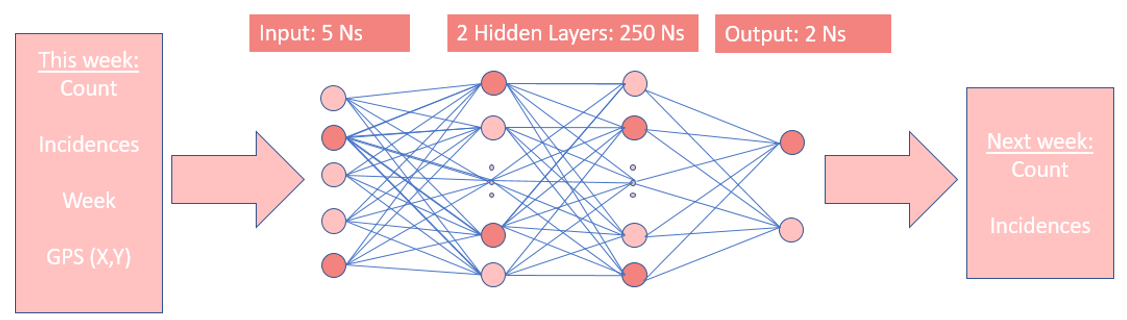 Input: 5 Ns
2 Hidden Layers: 250 Ns
Output: 2 Ns
This week:
Count
Incidences
Week
GPS (X,Y)
Next week:
Count
Incidences